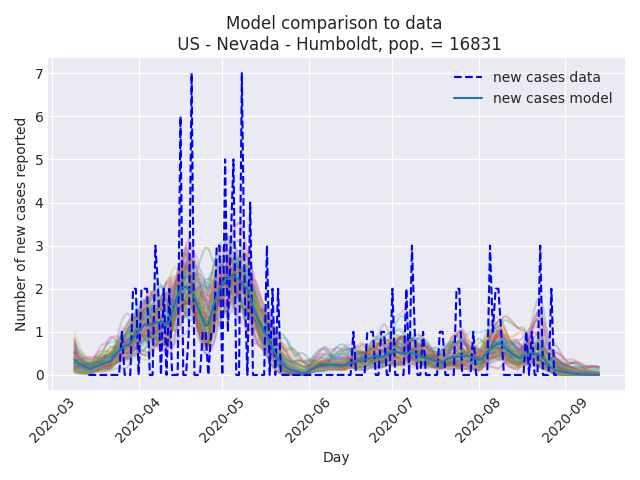 Model comparison to data
US - Nevada - Humboldt, pop. = 16831
new cases data
new cases model
Number of new cases reported
7
6
5
4
3
2
1
0
2020-03
2020-04
2020-05
2020-06
2020-07
2020-08
2020-09
Day